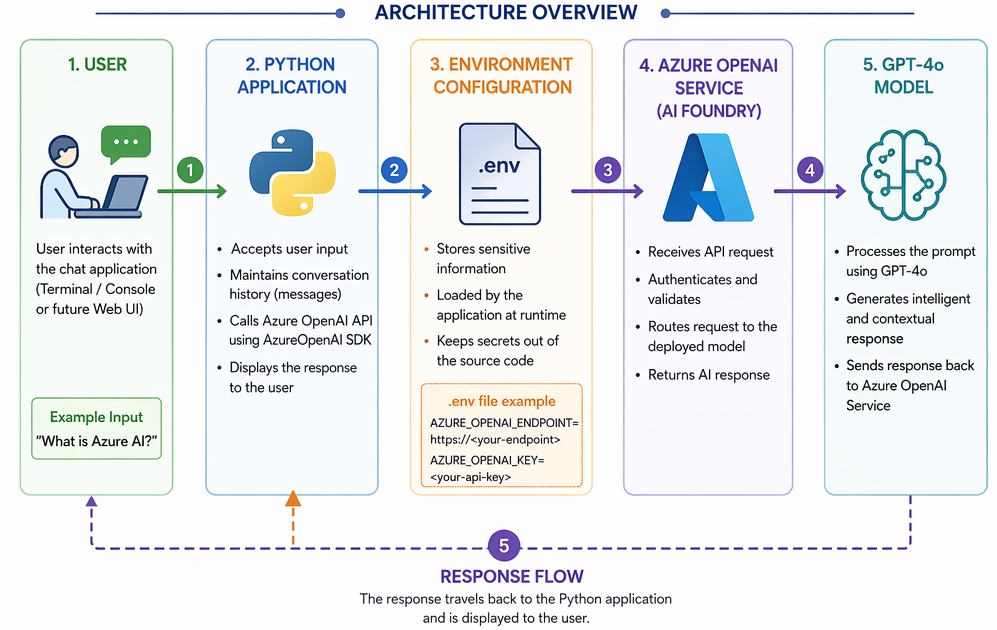 ARCHITECTURE OVERVIEW
1. USER
1
User interacts with
the chat application
(Terminal / Console
or future Web UI)
Example Input
"What is Azure AI?"
2. PYTHON
APPLICATION
2
• Accepts user input
• Maintains conversation
history (messages)
• Calls Azure OpenAI API
using AzureOpenAI SDK
• Displays the response
to the user
3. ENVIRONMENT
CONFIGURATION
.env
3
• Stores sensitive
information
• Loaded by the
application at runtime
• Keeps secrets out of
the source code
.env file example
AZURE_OPENAI_ENDPOINT=
https://<your-endpoint>
AZURE_OPENAI_KEY=
<your-api-key>
4. AZURE OPENAI
SERVICE
(AI FOUNDRY)
4
• Receives API request
• Authenticates and
validates
• Routes request to the
deployed model
• Returns AI response
5. GPT-4o
MODEL
• Processes the prompt
using GPT-4o
• Generates intelligent
and contextual
response
• Sends response back
to Azure OpenAI
Service
5
RESPONSE FLOW
The response travels back to the Python application
and is displayed to the user.